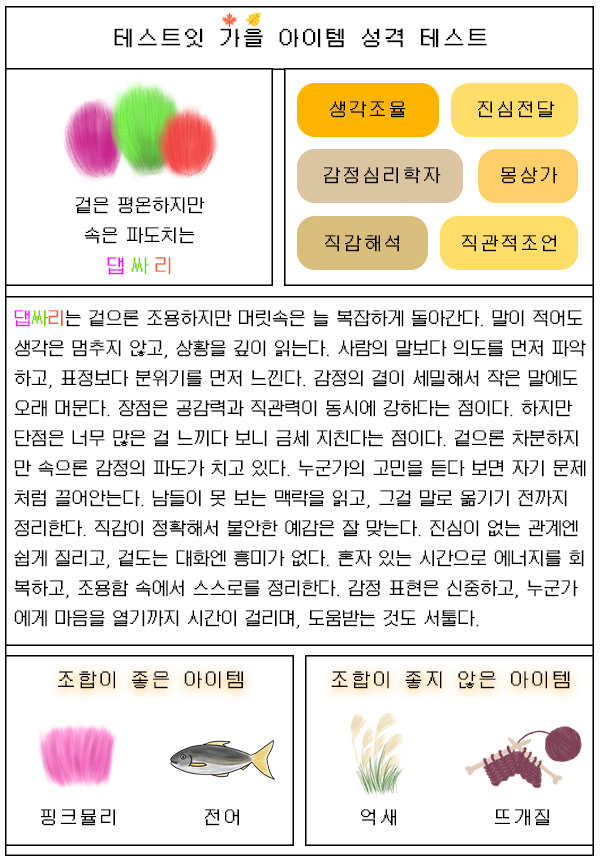 테스트잇 가을 아이템 성격 테스트
겉은 평온하지만
속은 파도치는
댑싸리
생각조율
진심전달
감정심리학자
몽상가
직감해석
직관적조언
댑싸리는 겉으론 조용하지만 머릿속은 늘 복잡하게 돌아간다. 말이 적어도
생각은 멈추지 않고, 상황을 깊이 읽는다. 사람의 말보다 의도를 먼저 파악
하고, 표정보다 분위기를 먼저 느낀다. 감정의 결이 세밀해서 작은 말에도
오래 머문다. 장점은 공감력과 직관력이 동시에 강하다는 점이다. 하지만
단점은 너무 많은 걸 느끼다 보니 금세 지친다는 점이다. 겉으론 차분하지
만 속으론 감정의 파도가 치고 있다. 누군가의 고민을 듣다 보면 자기 문제
처럼 끌어안는다. 남들이 못 보는 맥락을 읽고, 그걸 말로 옮기기 전까지
정리한다. 직감이 정확해서 불안한 예감은 잘 맞는다. 진심이 없는 관계엔
쉽게 질리고, 겉도는 대화엔 흥미가 없다. 혼자 있는 시간으로 에너지를 회
복하고, 조용함 속에서 스스로를 정리한다. 감정 표현은 신중하고, 누군가
에게 마음을 열기까지 시간이 걸리며, 도움받는 것도 서툴다.
조합이 좋은 아이템
핑크뮬리
전어
조합이 좋지 않은 아이템
억새
뜨개질